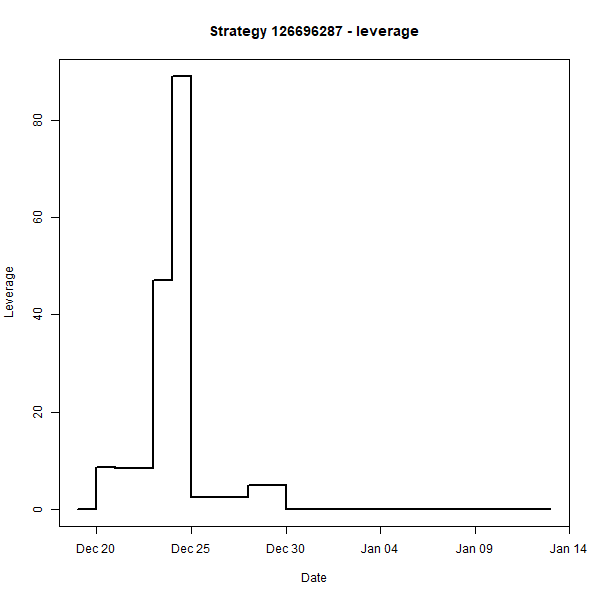 Strategy 126696287 - leverage
Leverage
80
60
40
20
0
Dec 20 Dec 25 Dec 30 Jan 04 Jan 09 Jan 14
Date